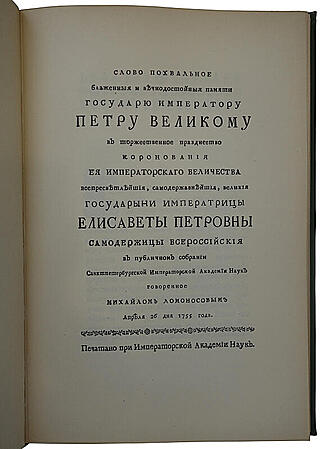 СЛОВО ПОХВАЛЬНОЕ
блаженныя и вѣчнодостойныя памяти
ГОСУДАРЮ ИМПЕРАТОРУ
ПЕТРУ ВЕЛИКОМУ
въ торжественное празднество
КОРОНОВАНІЯ
ЕЯ ИМПЕРАТОРСКАГО ВЕЛИЧЕСТВА
всепресвѣтлѣйшія, самодержавнѣйшія, великія
ГОСУДАРЫНИ ИМПЕРАТРИЦЫ
ЕЛИСАВЕТЫ ПЕТРОВНЫ
САМОДЕРЖИЦЫ ВСЕРОССІЙСКІЯ
въ публичномъ собраніи
Санктпетербургской Императорской Академіи Наукъ
говоренное
МИХАЙЛОМЪ ЛОМОНОСОВЫМЪ
Апрѣля 26 дня 1755 года.
Печатано при Императорской Академіи Наукъ.